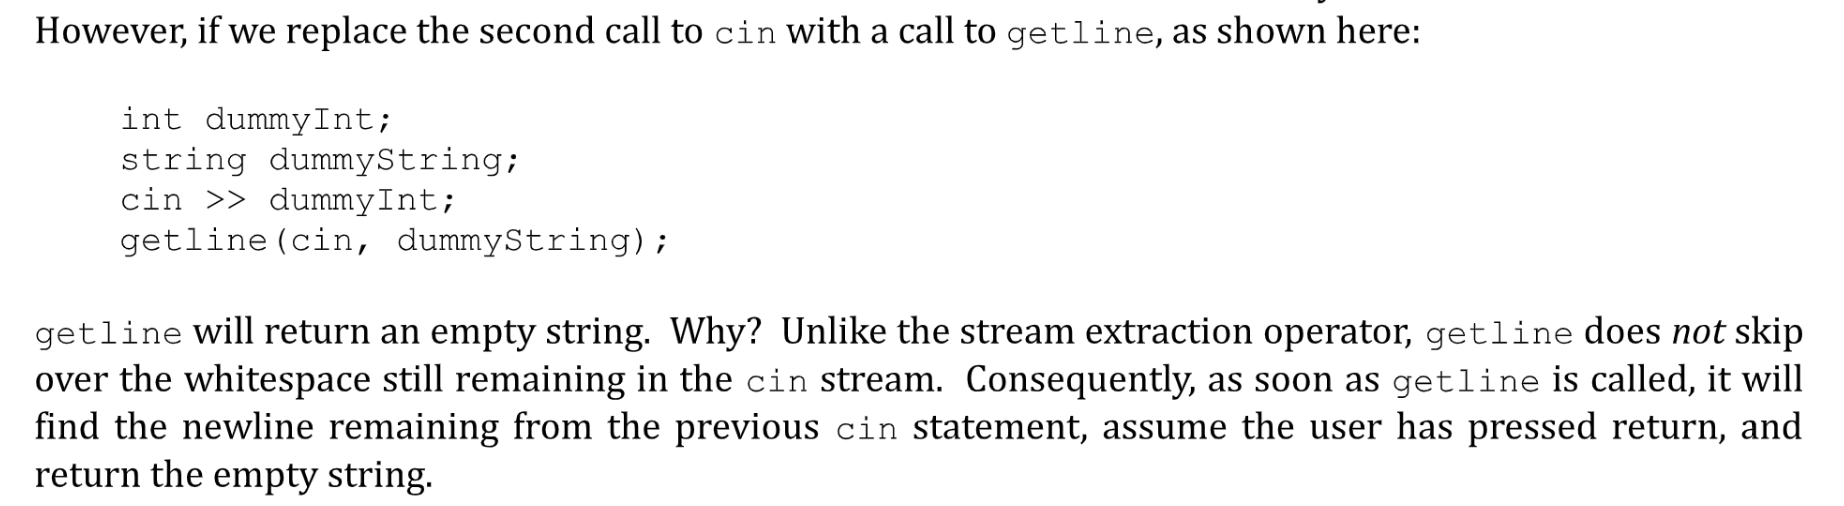 However, if we replace the second call to cin with a call to getline, as shown here:
int dummyInt;
string dummyString;
cin >> dummyInt;
getline(cin, dummyString);
getline will return an empty string. Why? Unlike the stream extraction operator, getline does not skip
over the whitespace still remaining in the cin stream. Consequently, as soon as getline is called, it will
find the newline remaining from the previous cin statement, assume the user has pressed return, and
return the empty string.